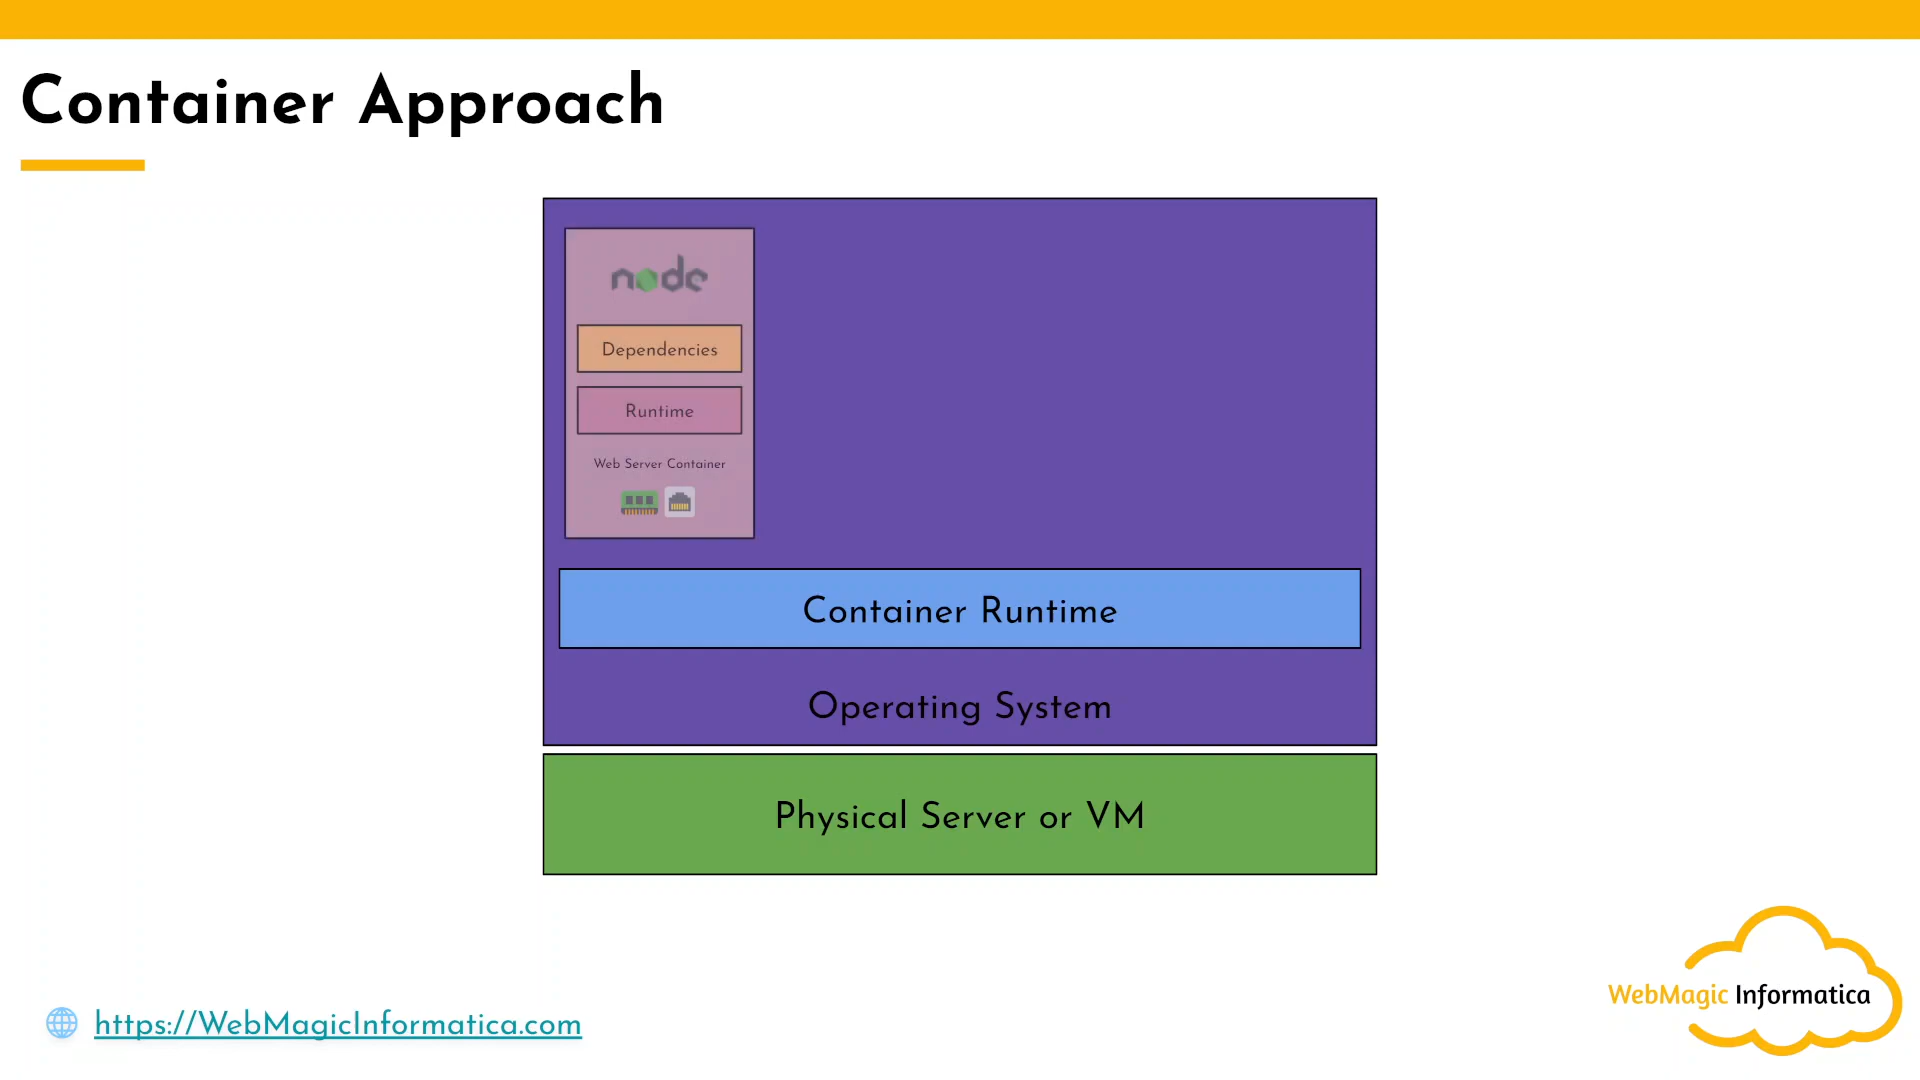 Container Approach
node
Dependencies
Runtime
Web Server Container
Container Runtime
Operating System
Physical Server or VM
WebMagic Informatica
https://WebMagicInformatica.com